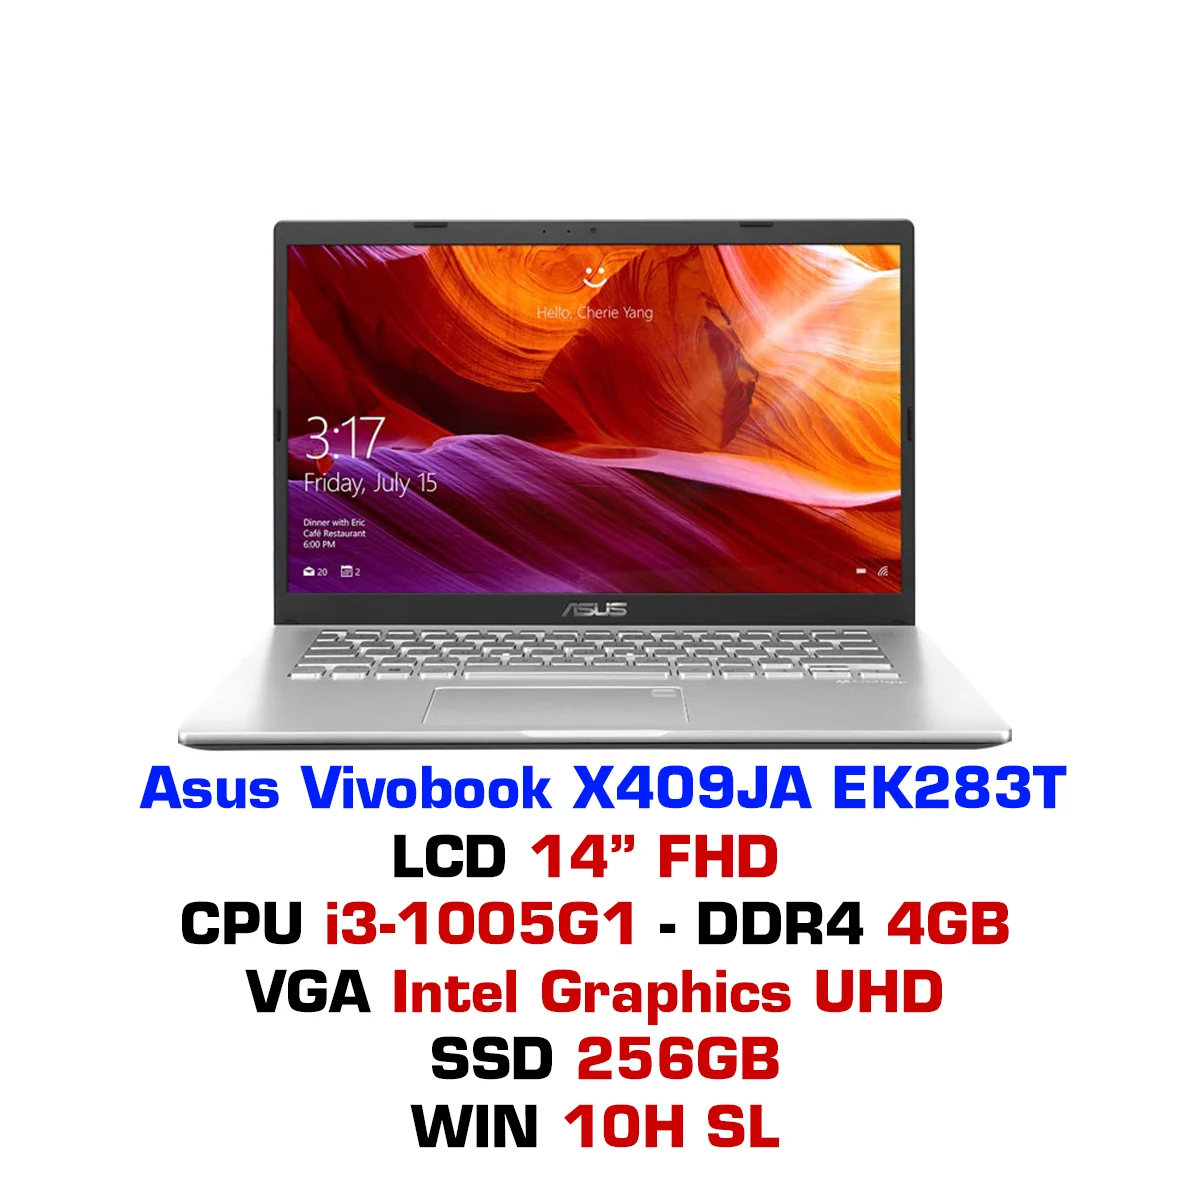 Hello, Cherie Yang
3:17
Friday, July 15
Dinner with Eric
Café Restaurant
6:00 PM
20 2
ASUS
Asus Vivobook X409JA EK283T
LCD 14” FHD
CPU i3-1005G1 - DDR4 4GB
VGA Intel Graphics UHD
SSD 256GB
WIN 10H SL